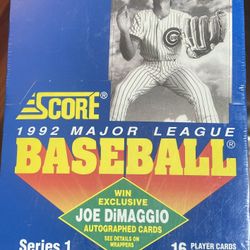 SCORE®
1992 MAJOR LEAGUE
BASEBALL®
WIN
EXCLUSIVE
JOE DiMAGGIO
AUTOGRAPHED CARDS
SEE DETAILS ON
WRAPPERS
Series 1
16 PLAYER CARDS